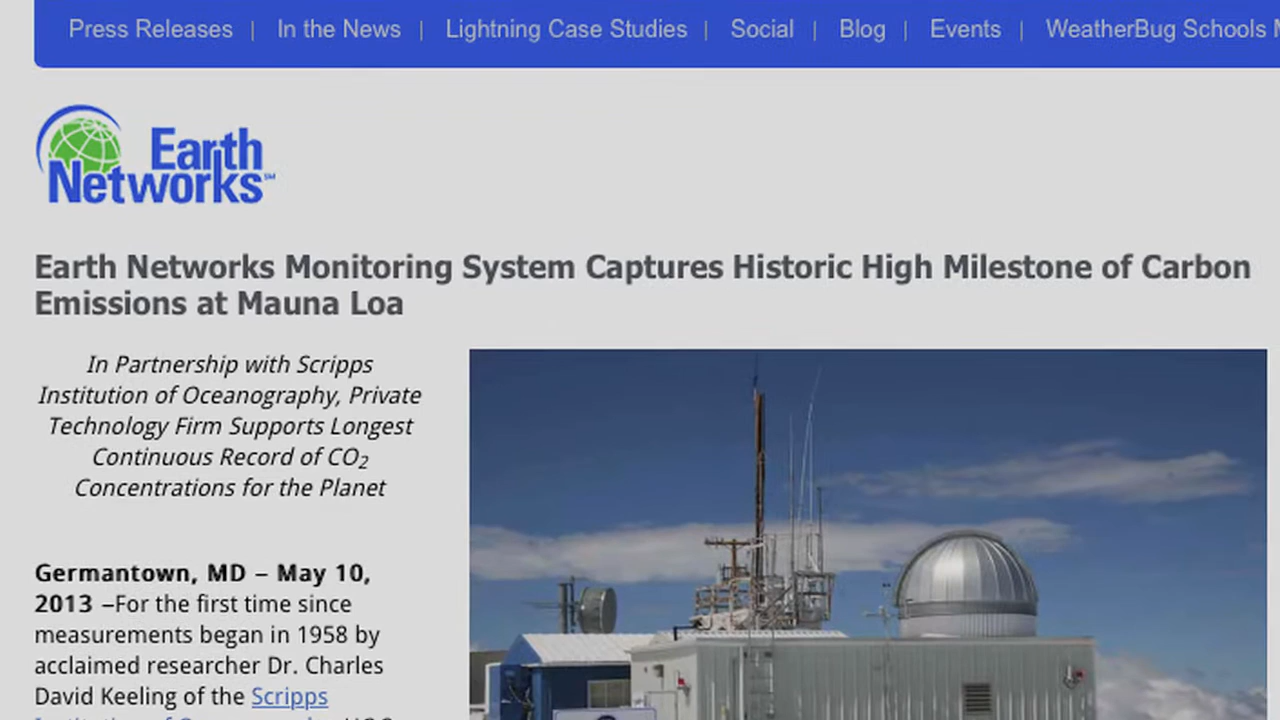 Press Releases | In the News | Lightning Case Studies | Social | Blog | Events | WeatherBug Schools
Earth
Networks℠
Earth Networks Monitoring System Captures Historic High Milestone of Carbon
Emissions at Mauna Loa
In Partnership with Scripps
Institution of Oceanography, Private
Technology Firm Supports Longest
Continuous Record of CO₂
Concentrations for the Planet
Germantown, MD – May 10,
2013 –For the first time since
measurements began in 1958 by
acclaimed researcher Dr. Charles
David Keeling of the Scripps